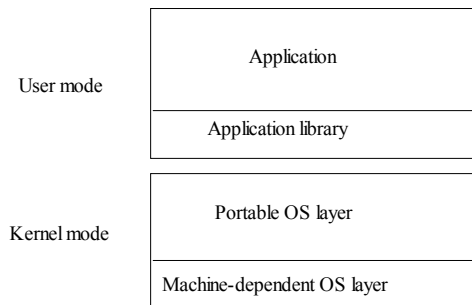 Application
User mode
Application library
Portable OS layer
Kernel mode
Machine-dependent OS layer